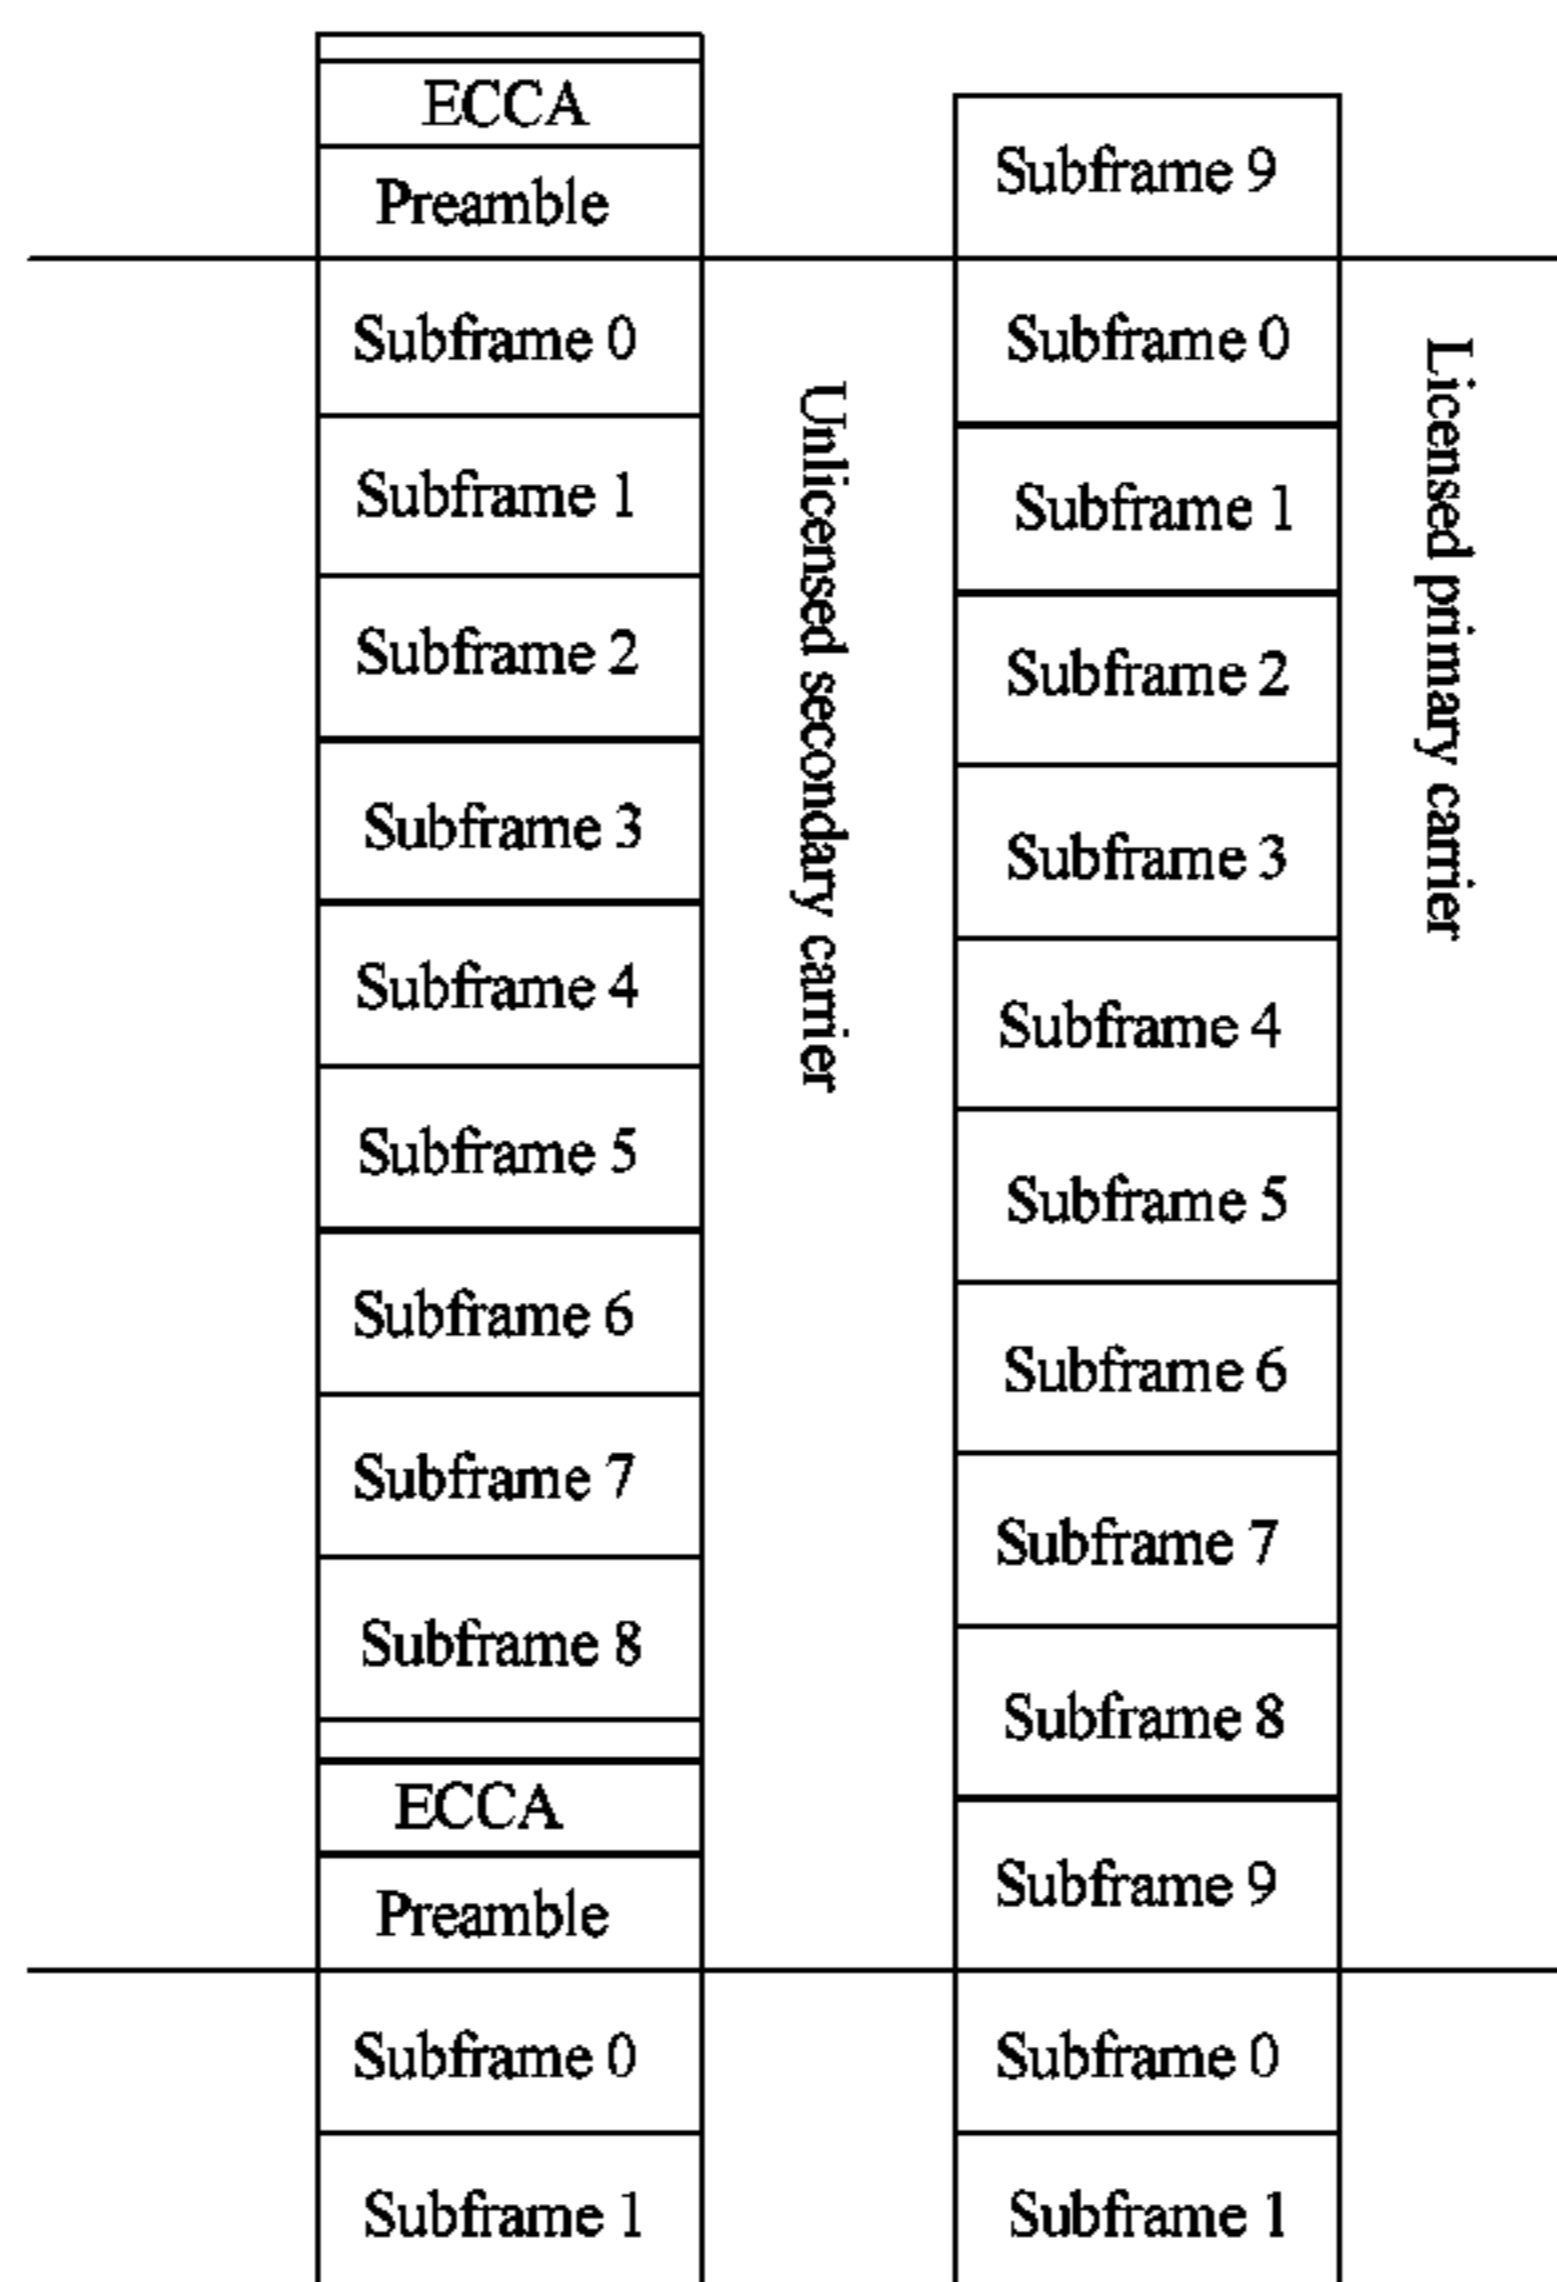 ECCA
Preamble
Subframe 0
Subframe 1
Subframe 2
Subframe 3
Subframe 4
Subframe 5
Subframe 6
Subframe 7
Subframe 8
ECCA
Preamble
Subframe 0
Subframe 1
Unlicensed secondary carrier
Subframe 9
Subframe 0
Subframe 1
Subframe 2
Subframe 3
Subframe 4
Subframe 5
Subframe 6
Subframe 7
Subframe 8
Subframe 9
Subframe 0
Subframe 1
Licensed primary carrier